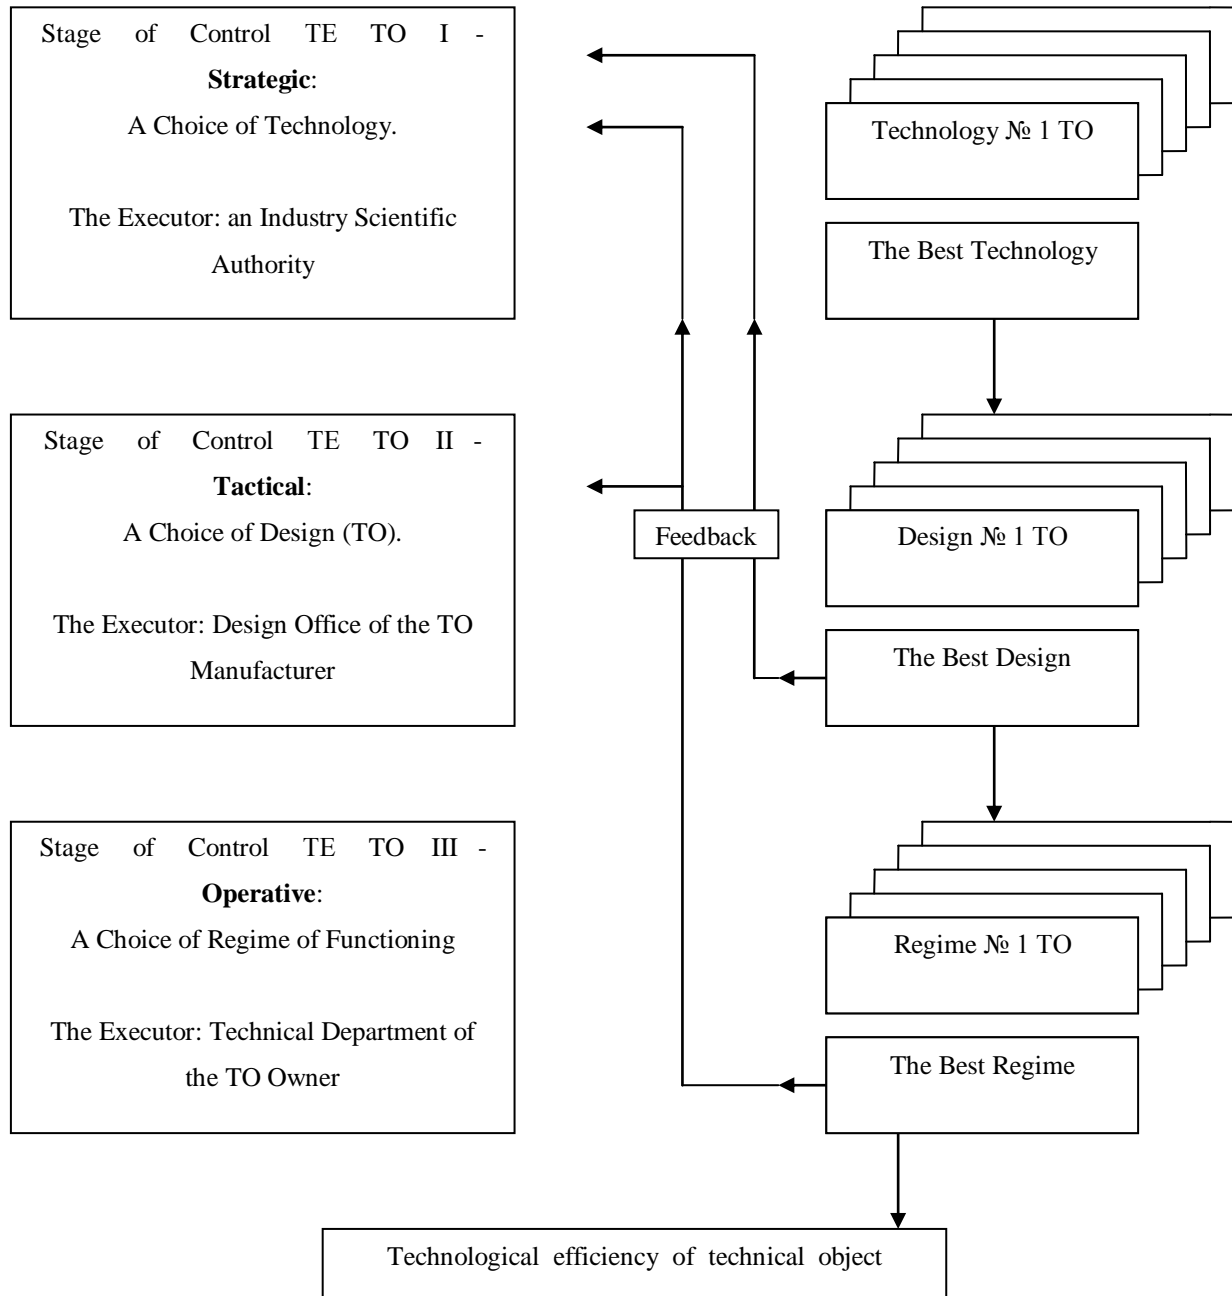 Stage of Control TE TO I -
Strategic:
A Choice of Technology.
The Executor: an Industry Scientific
Authority
Technology № 1 TO
The Best Technology
Stage of Control TE TO II -
Tactical:
A Choice of Design (TO).
The Executor: Design Office of the TO
Manufacturer
Feedback
Design № 1 TO
The Best Design
Stage of Control TE TO III -
Operative:
A Choice of Regime of Functioning
The Executor: Technical Department of
the TO Owner
Regime № 1 TO
The Best Regime
Technological efficiency of technical object